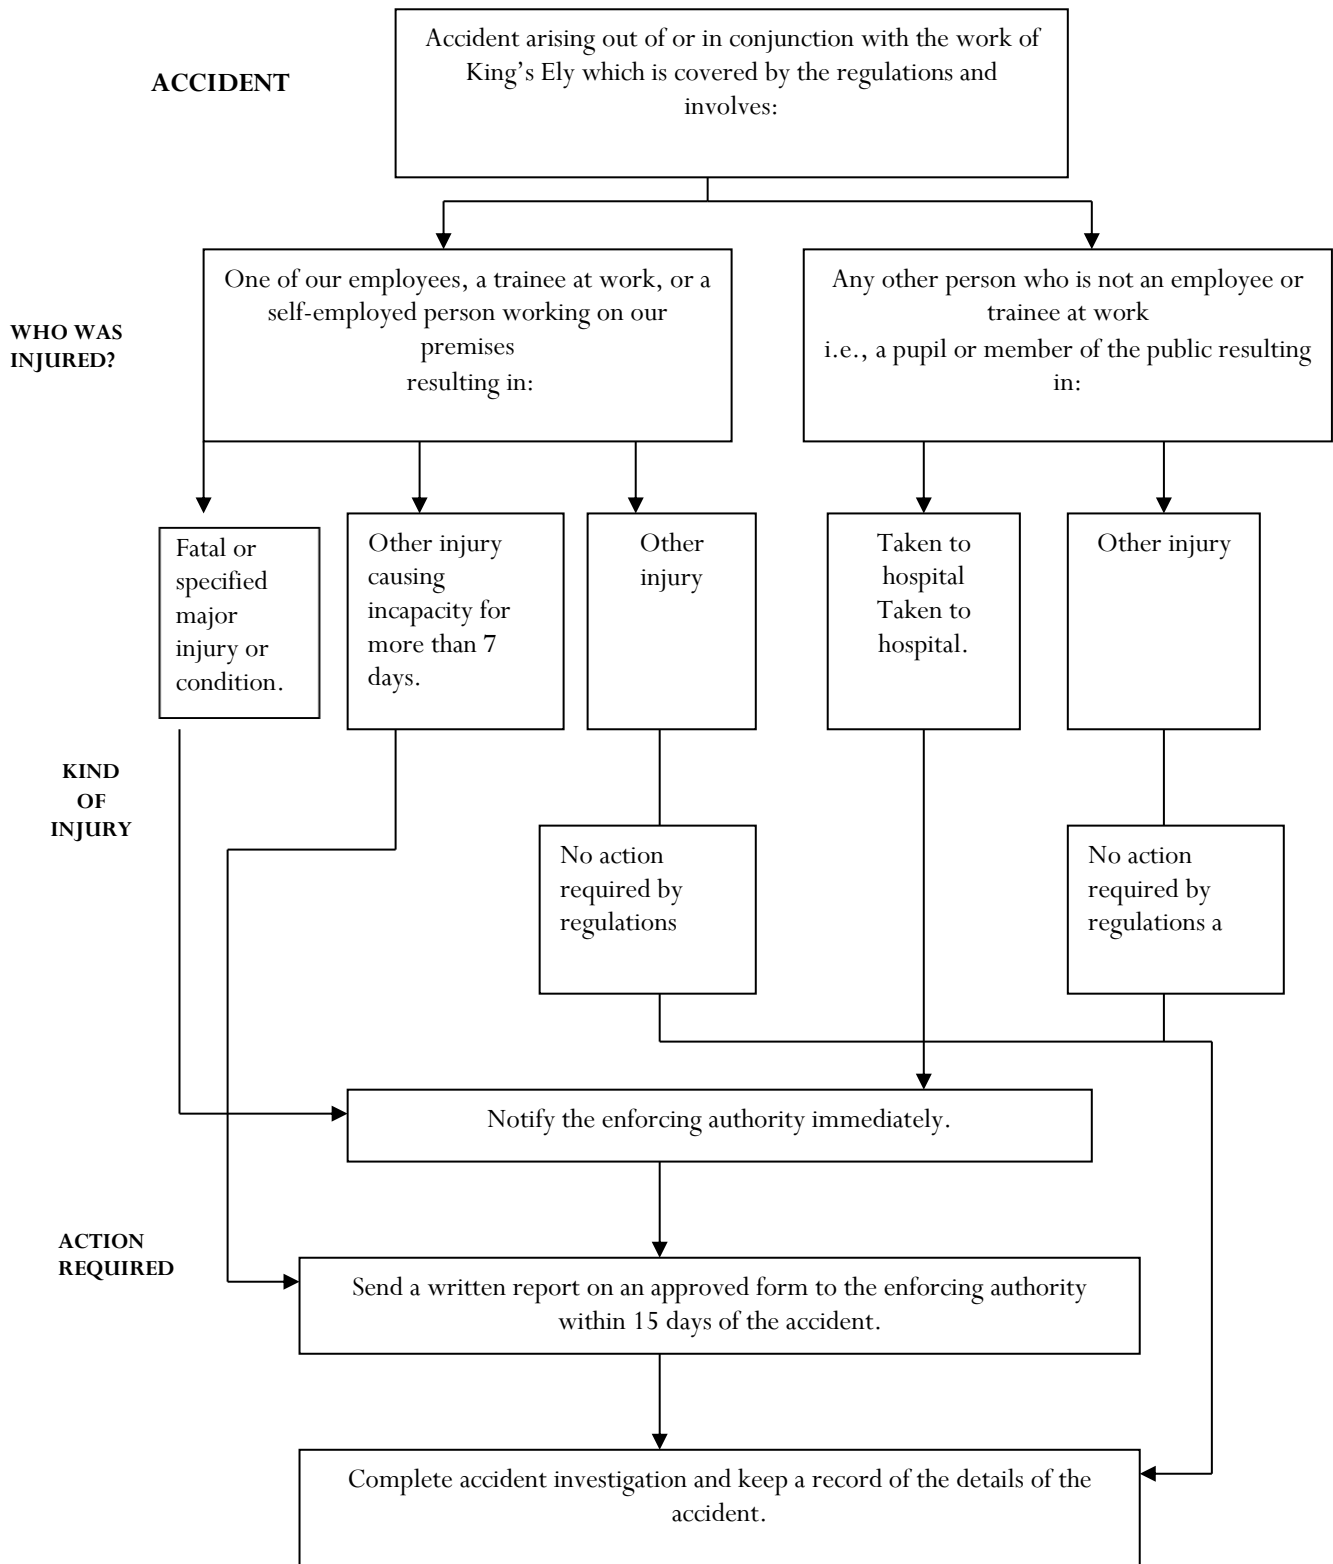 Accident arising out of or in conjunction with the work of
King’s Ely which is covered by the regulations and
involves:
ACCIDENT
One of our employees, a trainee at work, or a
self-employed person working on our
premises
resulting in:
Any other person who is not an employee or
trainee at work
i.e., a pupil or member of the public resulting
in:
WHO WAS
INJURED?
Fatal or
specified
major
injury or
condition.
Other injury
causing
incapacity for
more than 7
days.
Other
injury
Taken to
hospital
Taken to
hospital.
Other injury
KIND
OF
INJURY
No action
required by
regulations
No action
required by
regulations a
Notify the enforcing authority immediately.
ACTION
REQUIRED
Send a written report on an approved form to the enforcing authority
within 15 days of the accident.
Complete accident investigation and keep a record of the details of the
accident.